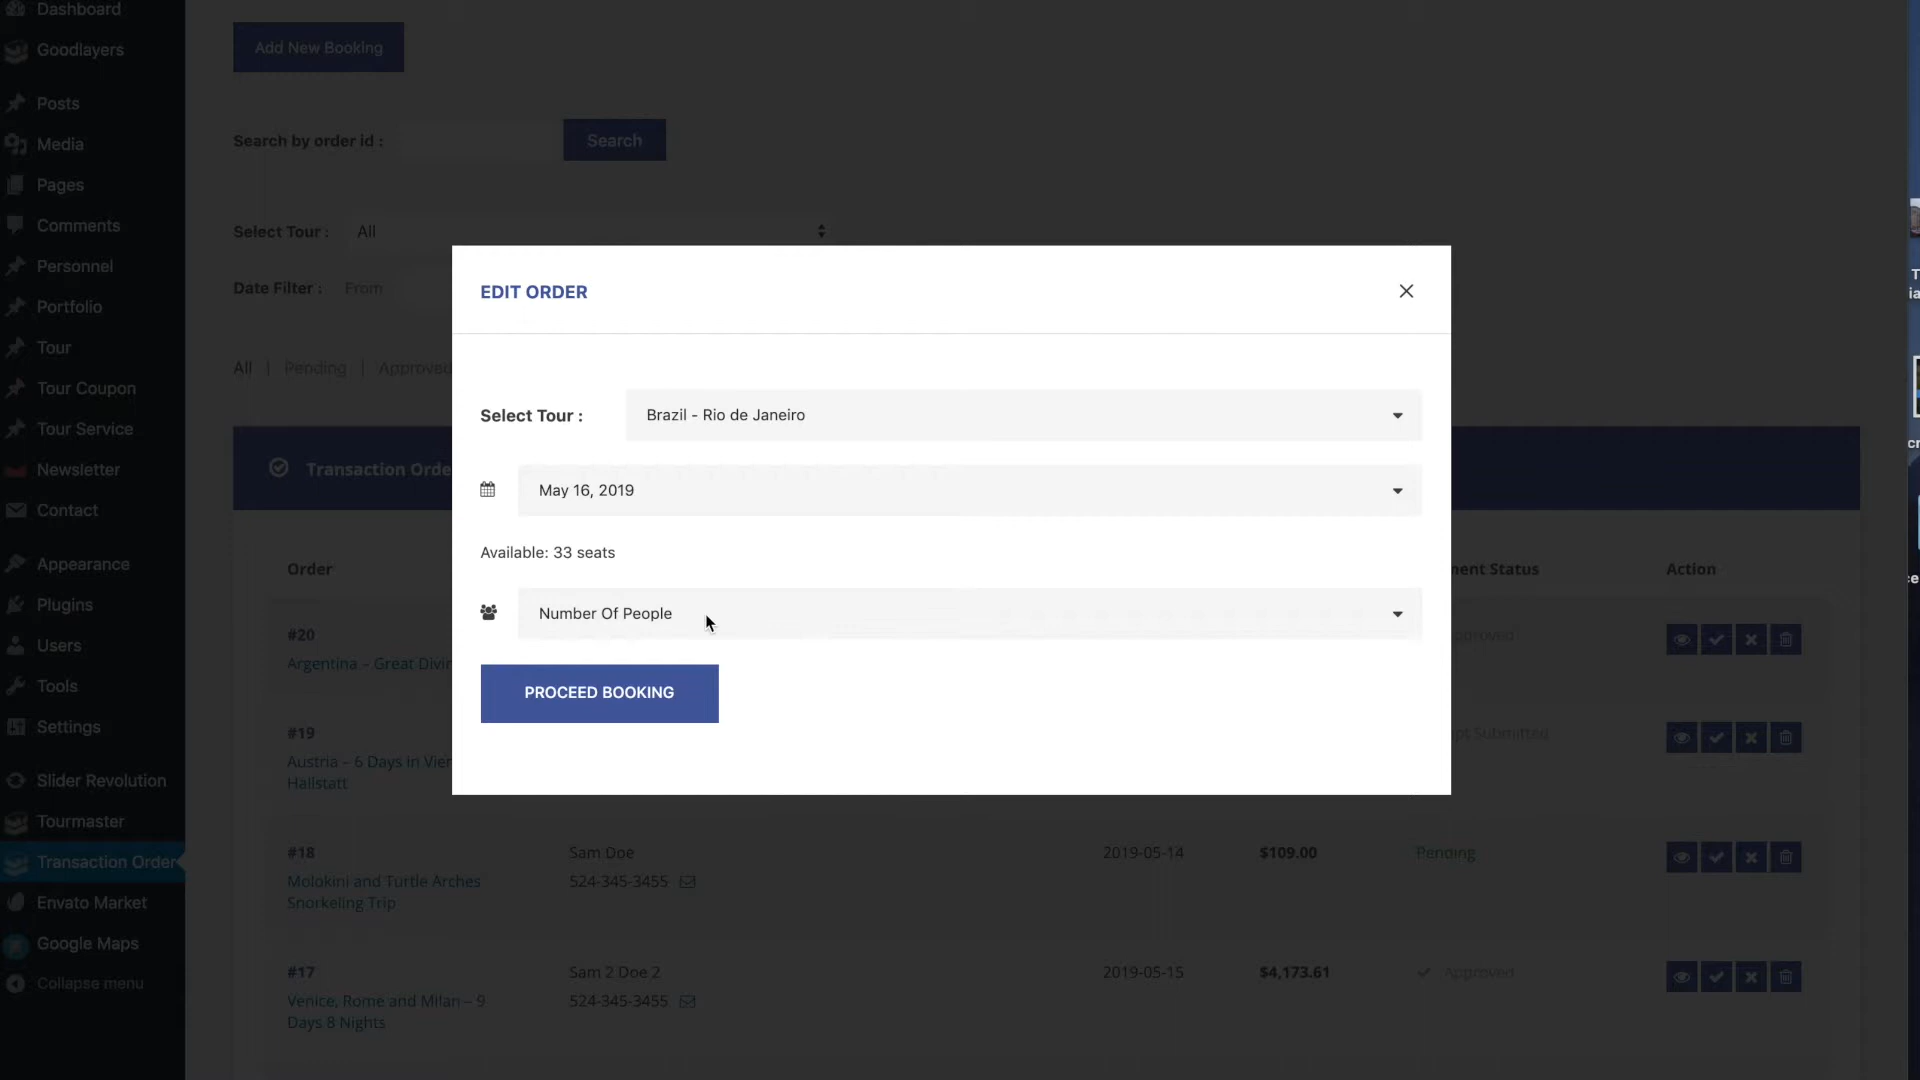 Dashboard
Goodlayers
Posts
Media
Pages
Comments
Personnel
Portfolio
Tour
Tour Coupon
Tour Service
Newsletter
Contact
Appearance
Plugins
Users
Tools
Settings
Slider Revolution
Tourmaster
Transaction Order
Envato Market
Google Maps
Collapse menu
Add New Booking
Search by order id :
Search
Select Tour : All
Date Filter : From
All | Pending | Approved
Transaction Orde
EDIT ORDER
Select Tour : Brazil - Rio de Janeiro
May 16, 2019
Available: 33 seats
Number Of People
PROCEED BOOKING
Order
ent Status
Action
#20
Argentina – Great Divin
pproved
#19
Austria – 6 Days in Vien
Hallstatt
pt Submitted
#18
Molokini and Turtle Arches
Snorkeling Trip
Sam Doe
524-345-3455
2019-05-14
$109.00
Pending
#17
Venice, Rome and Milan – 9
Days 8 Nights
Sam 2 Doe 2
524-345-3455
2019-05-15
$4,173.61
Approved